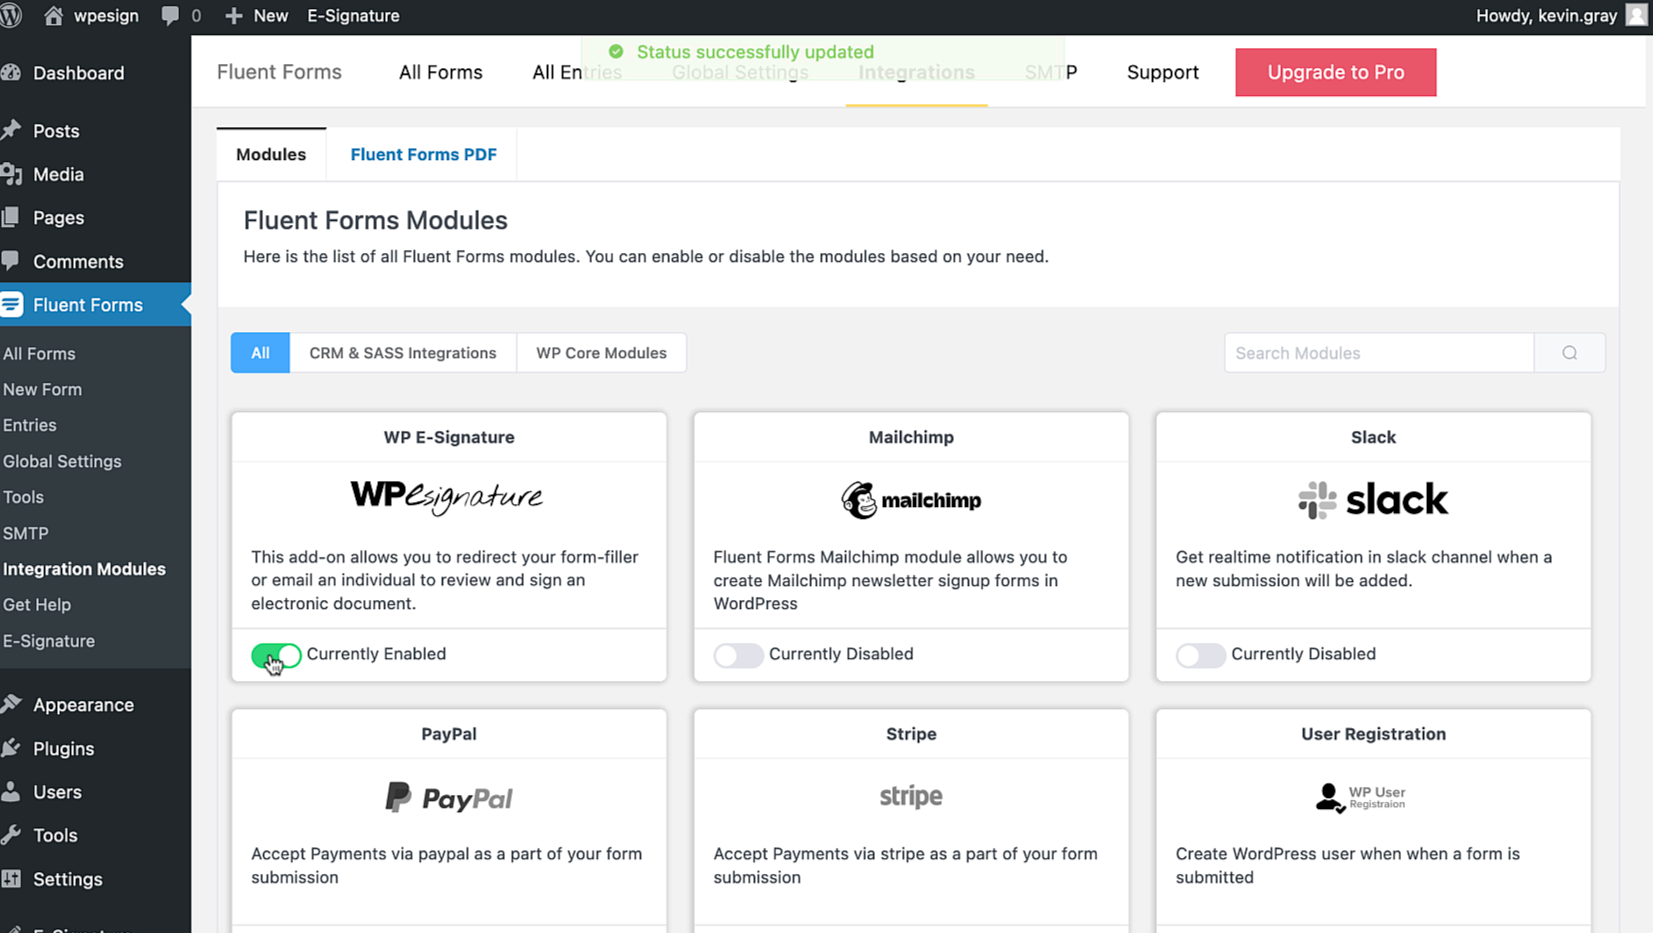 wpesign 0 New E-Signature Howdy, kevin.gray
Status successfully updated
Fluent Forms All Forms All Entries Global Settings Integrations SMTP Support Upgrade to Pro
Dashboard
Posts
Media
Pages
Comments
Fluent Forms
All Forms
New Form
Entries
Global Settings
Tools
SMTP
Integration Modules
Get Help
E-Signature
Appearance
Plugins
Users
Tools
Settings
Modules Fluent Forms PDF
Fluent Forms Modules
Here is the list of all Fluent Forms modules. You can enable or disable the modules based on your need.
All CRM & SASS Integrations WP Core Modules Search Modules
WP E-Signature
WPesignature
This add-on allows you to redirect your form-filler
or email an individual to review and sign an
electronic document.
Currently Enabled
Mailchimp
mailchimp
Fluent Forms Mailchimp module allows you to
create Mailchimp newsletter signup forms in
WordPress
Currently Disabled
Slack
slack
Get realtime notification in slack channel when a
new submission will be added.
Currently Disabled
PayPal
PayPal
Accept Payments via paypal as a part of your form
submission
Stripe
stripe
Accept Payments via stripe as a part of your form
submission
User Registration
WP User
Registraion
Create WordPress user when when a form is
submitted